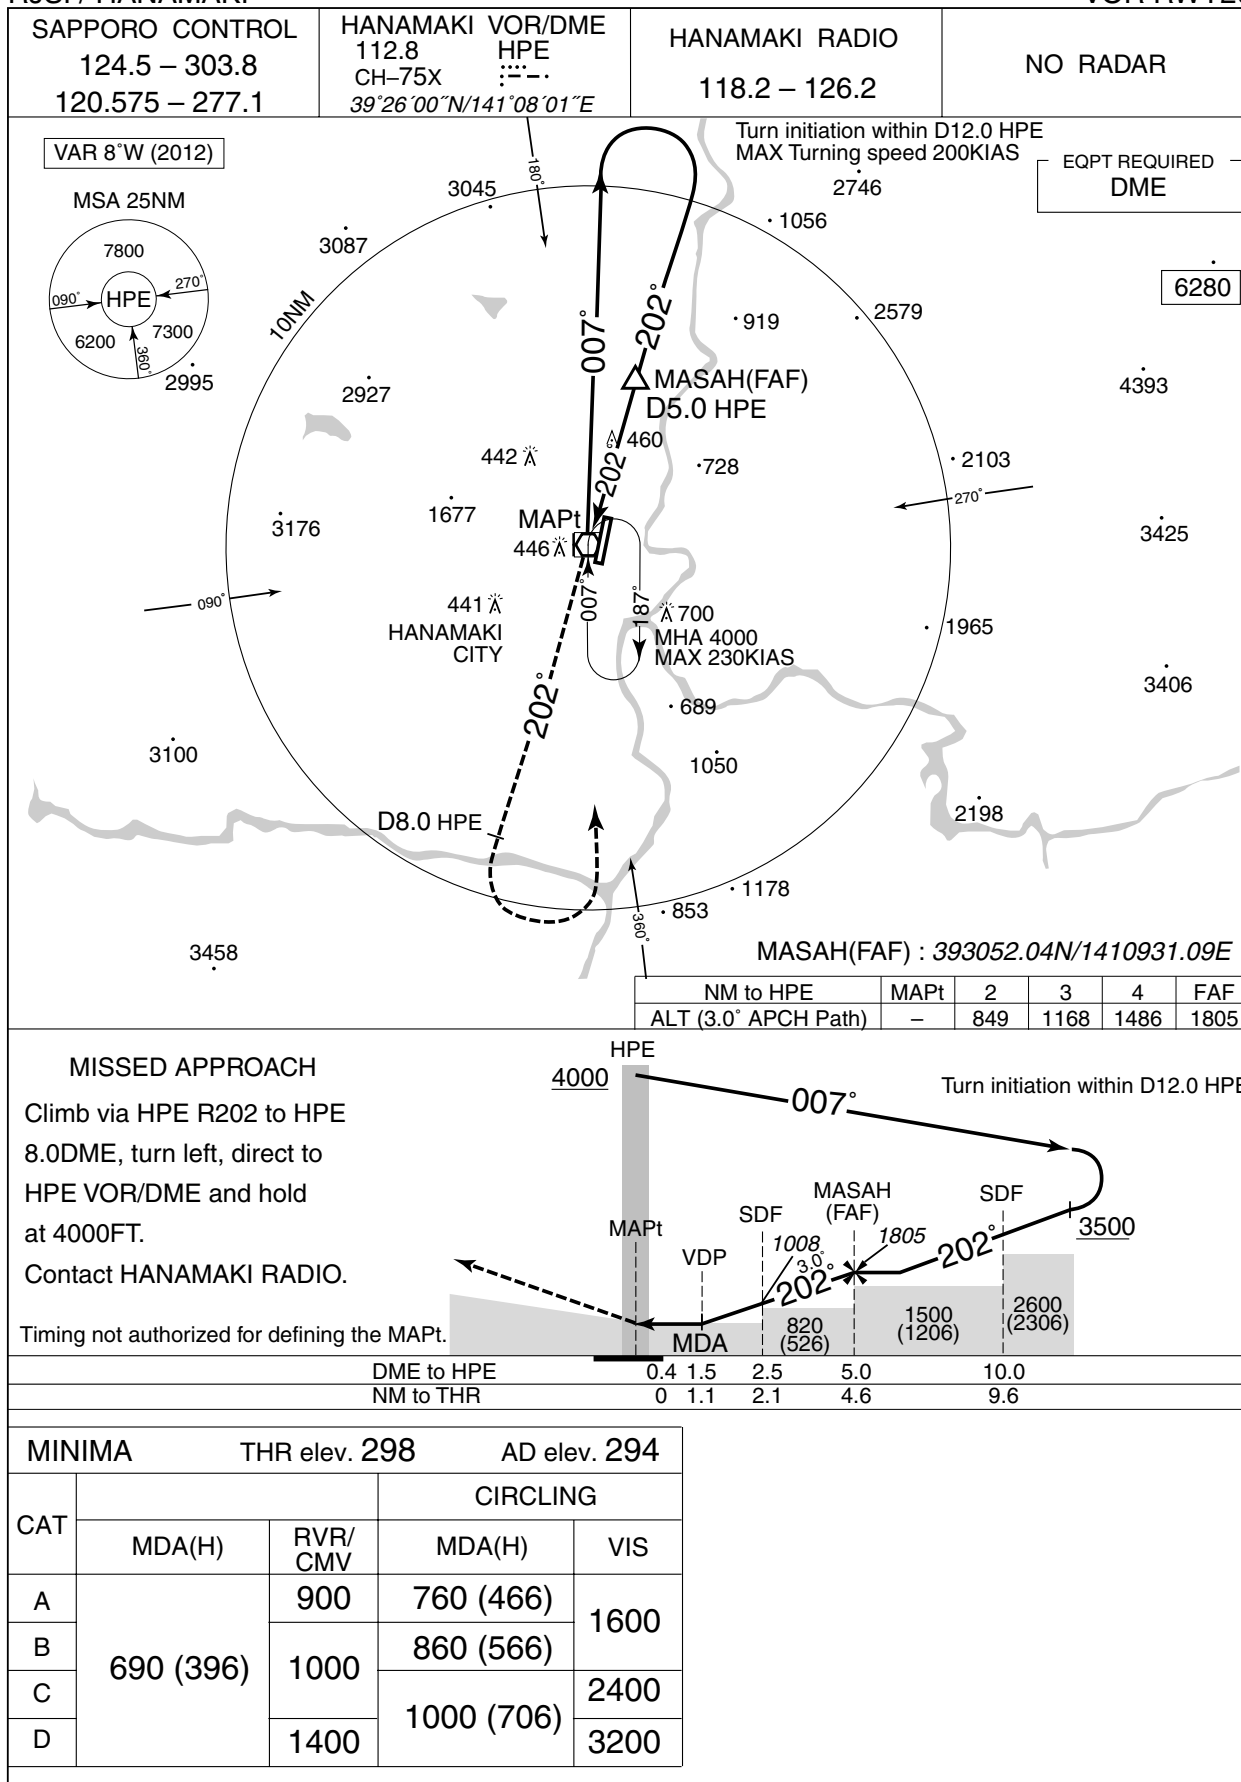 SAPPORO CONTROL
124.5 – 303.8
120.575 – 277.1
HANAMAKI VOR/DME
112.8 HPE
CH–75X
39°26′00″N/141°08′01″E
HANAMAKI RADIO
118.2 – 126.2
NO RADAR
VAR 8°W (2012)
MSA 25NM
7800
090°
HPE
270°
6200
7300
360°
Turn initiation within D12.0 HPE
MAX Turning speed 200KIAS
EQPT REQUIRED
DME
180°
3045
2746
1056
3087
6280
10NM
007°
202°
919
2579
2995
2927
MASAH(FAF)
D5.0 HPE
4393
442
460
202°
728
2103
270°
1677
3176
MAPt
446
3425
090°
441
HANAMAKI
CITY
007°
187°
700
MHA 4000
MAX 230KIAS
1965
3406
202°
689
3100
1050
D8.0 HPE
2198
1178
853
360°
3458
MASAH(FAF) : 393052.04N/1410931.09E
NM to HPE MAPt 2 3 4 FAF
ALT (3.0° APCH Path) – 849 1168 1486 1805
MISSED APPROACH
Climb via HPE R202 to HPE
8.0DME, turn left, direct to
HPE VOR/DME and hold
at 4000FT.
Contact HANAMAKI RADIO.
Timing not authorized for defining the MAPt.
HPE
4000
007°
Turn initiation within D12.0 HPE
MASAH
(FAF)
SDF
SDF
MAPt
VDP
1008
3.0°
1805
202°
202°
3500
MDA
820
(526)
1500
(1206)
2600
(2306)
DME to HPE 0.4 1.5 2.5 5.0 10.0
NM to THR 0 1.1 2.1 4.6 9.6
MINIMA THR elev. 298 AD elev. 294
CAT
CIRCLING
MDA(H) RVR/CMV MDA(H) VIS
A 900 760 (466) 1600
B 690 (396) 1000 860 (566)
C 1000 (706) 2400
D 1400 3200